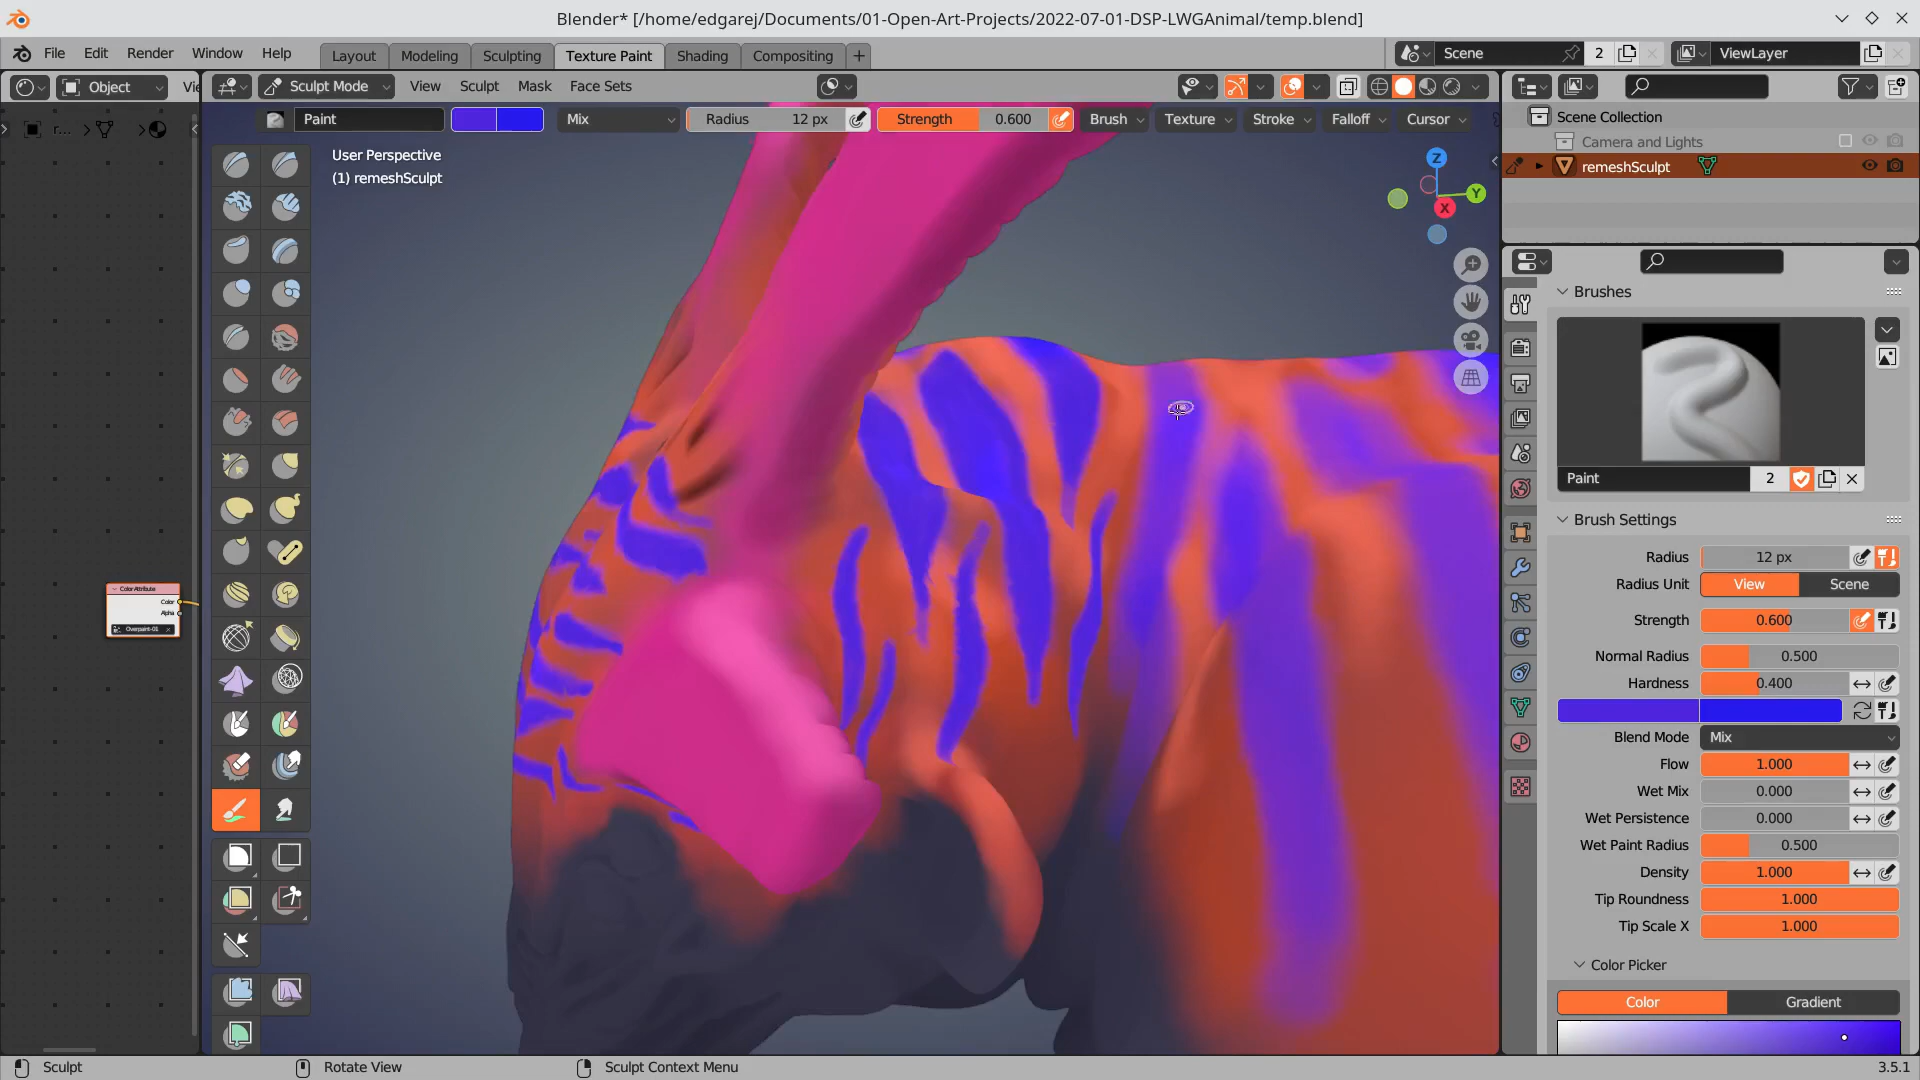 Blender* [/home/edgarej/Documents/01-Open-Art-Projects/2022-07-01-DSP-LWGAnimal/temp.blend]
File Edit Render Window Help Layout Modeling Sculpting Texture Paint Shading Compositing + Scene 2 ViewLayer
Object Sculpt Mode View Sculpt Mask Face Sets
r... Paint Mix Radius 12 px Strength 0.600 Brush Texture Stroke Falloff Cursor
User Perspective
(1) remeshSculpt
Z
Y
X
Scene Collection
Camera and Lights
remeshSculpt
Brushes
Paint 2
Brush Settings
Radius 12 px
Radius Unit View Scene
Strength 0.600
Normal Radius 0.500
Hardness 0.400
Blend Mode Mix
Flow 1.000
Wet Mix 0.000
Wet Persistence 0.000
Wet Paint Radius 0.500
Density 1.000
Tip Roundness 1.000
Tip Scale X 1.000
Color Picker
Color Gradient
Color Attribute
Color
Alpha
Overpaint-01
Sculpt Rotate View Sculpt Context Menu 3.5.1